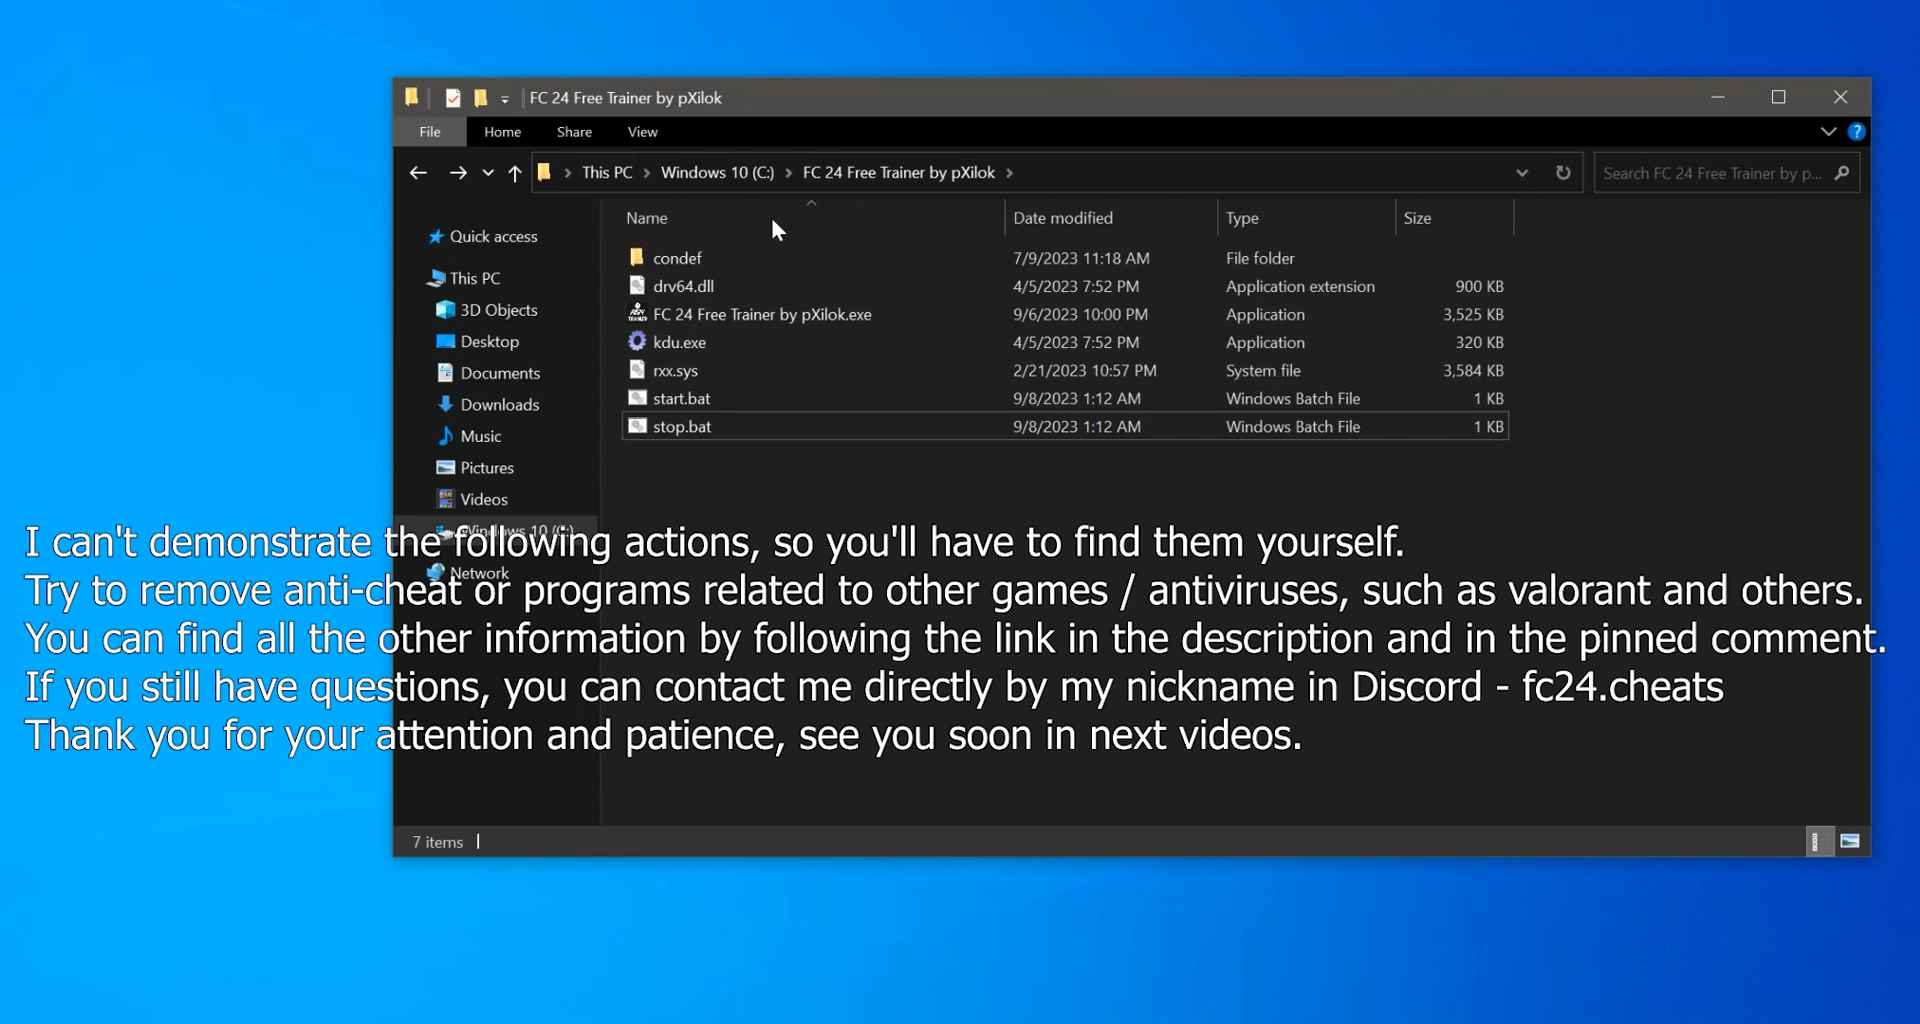 FC 24 Free Trainer by pXilok
File Home Share View
This PC Windows 10 (C:) FC 24 Free Trainer by pXilok
Search FC 24 Free Trainer by p...
Name Date modified Type Size
Quick access
This PC
3D Objects
Desktop
Documents
Downloads
Music
Pictures
Videos
Windows 10 (C:)
Network
condef 7/9/2023 11:18 AM File folder
drv64.dll 4/5/2023 7:52 PM Application extension 900 KB
FC 24 Free Trainer by pXilok.exe 9/6/2023 10:00 PM Application 3,525 KB
kdu.exe 4/5/2023 7:52 PM Application 320 KB
rxx.sys 2/21/2023 10:57 PM System file 3,584 KB
start.bat 9/8/2023 1:12 AM Windows Batch File 1 KB
stop.bat 9/8/2023 1:12 AM Windows Batch File 1 KB
I can't demonstrate the following actions, so you'll have to find them yourself.
Try to remove anti-cheat or programs related to other games / antiviruses, such as valorant and others.
You can find all the other information by following the link in the description and in the pinned comment.
If you still have questions, you can contact me directly by my nickname in Discord - fc24.cheats
Thank you for your attention and patience, see you soon in next videos.
7 items